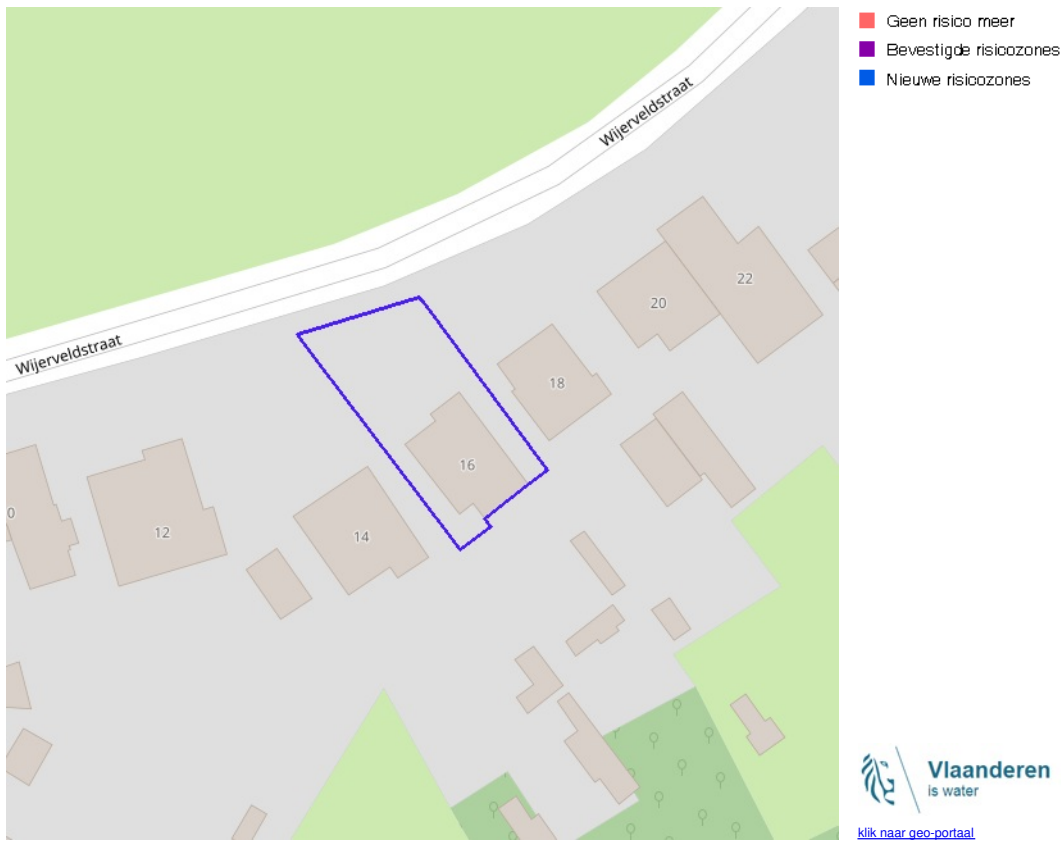 Geen risico meer
Bevestigde risicozones
Nieuwe risicozones
Wijerveldstraat
Wijerveldstraat
22
20
18
16
14
12
0
Vlaanderen
is water
klik naar geo-portaal